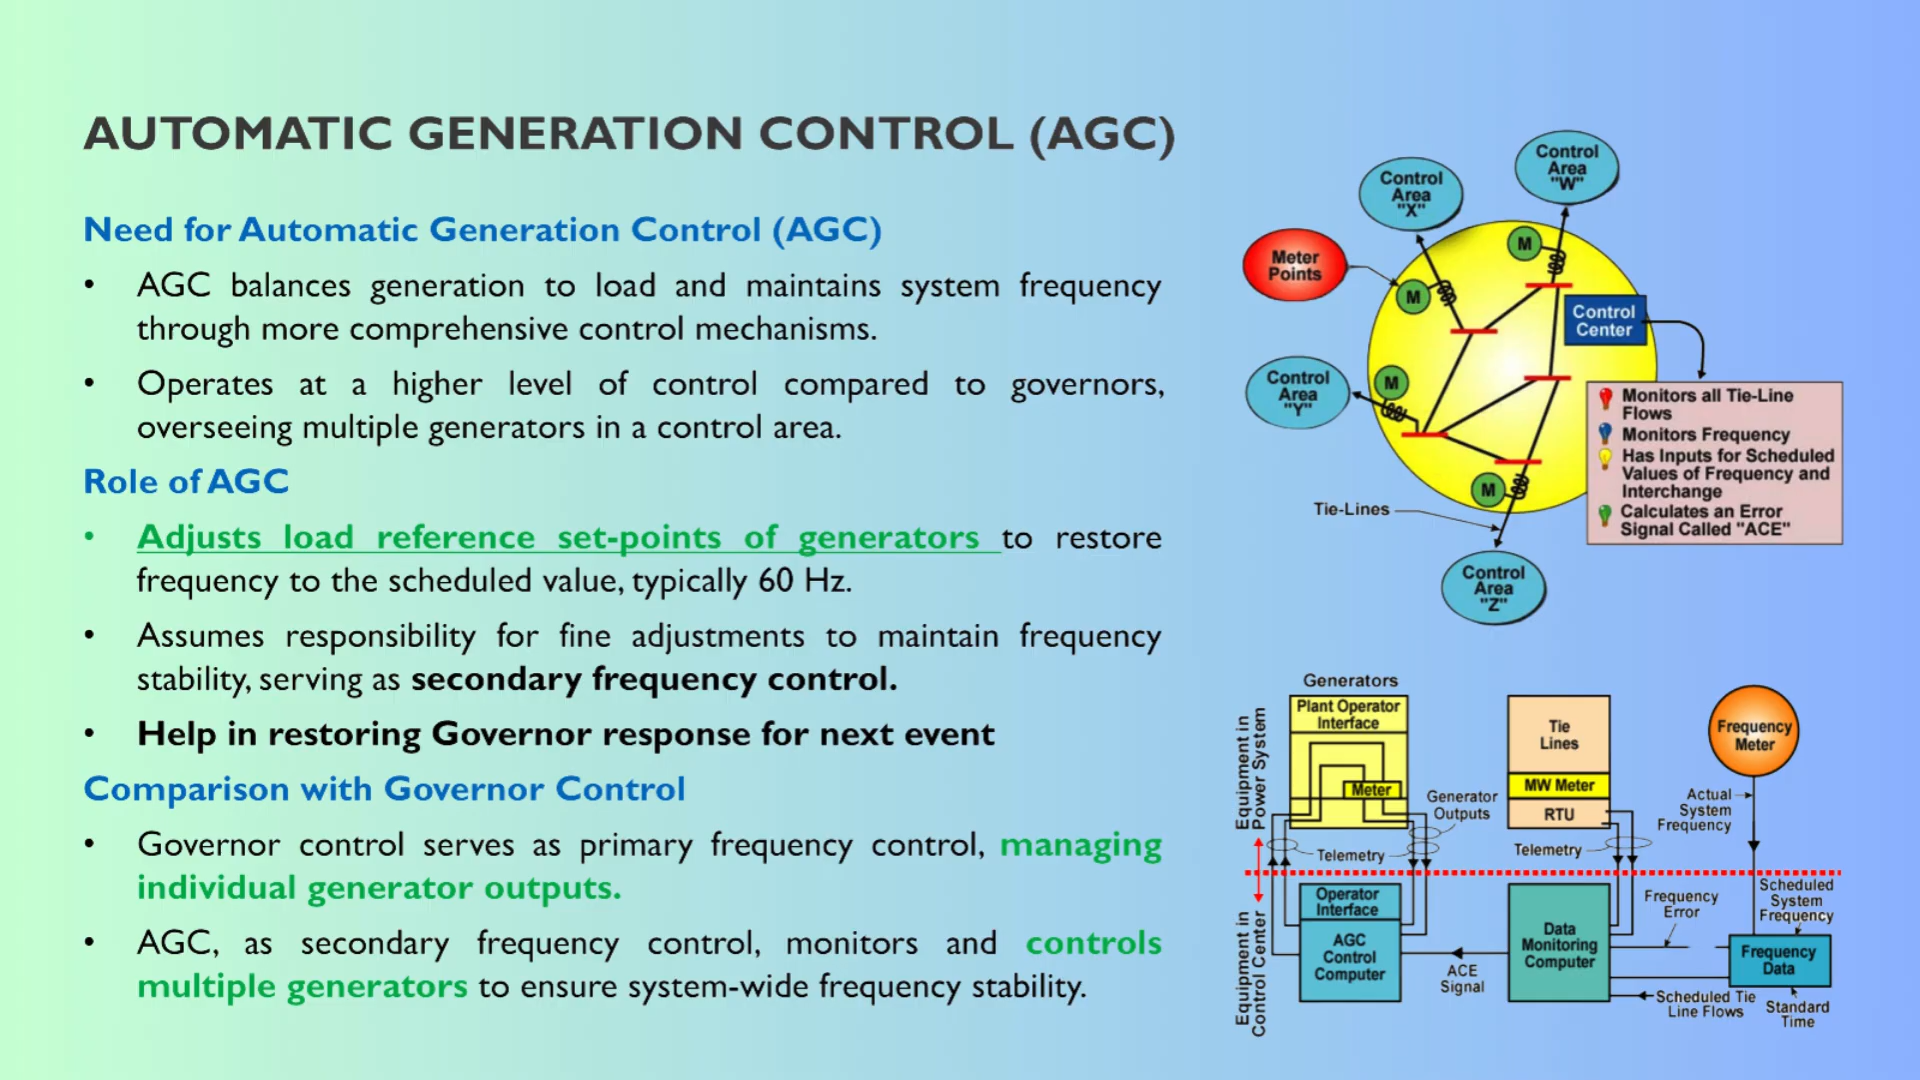 AUTOMATIC GENERATION CONTROL (AGC)
Need for Automatic Generation Control (AGC)
• AGC balances generation to load and maintains system frequency
through more comprehensive control mechanisms.
• Operates at a higher level of control compared to governors,
overseeing multiple generators in a control area.
Role of AGC
• Adjusts load reference set-points of generators to restore
frequency to the scheduled value, typically 60 Hz.
• Assumes responsibility for fine adjustments to maintain frequency
stability, serving as secondary frequency control.
• Help in restoring Governor response for next event
Comparison with Governor Control
• Governor control serves as primary frequency control, managing
individual generator outputs.
• AGC, as secondary frequency control, monitors and controls
multiple generators to ensure system-wide frequency stability.
Control
Area
"W"
Control
Area
"X"
Meter
Points
M
M
Control
Center
Control
Area
"Y"
M
M
Monitors all Tie-Line
Flows
Monitors Frequency
Has Inputs for Scheduled
Values of Frequency and
Interchange
Calculates an Error
Signal Called "ACE"
Tie-Lines
Control
Area
"Z"
Generators
Plant Operator
Interface
Meter
Equipment in
Power System
Generator
Outputs
Telemetry
Tie
Lines
MW Meter
RTU
Telemetry
Frequency
Meter
Actual
System
Frequency
Equipment in
Control Center
Operator
Interface
AGC
Control
Computer
ACE
Signal
Data
Monitoring
Computer
Frequency
Error
Scheduled
System
Frequency
Frequency
Data
Scheduled Tie
Line Flows
Standard
Time